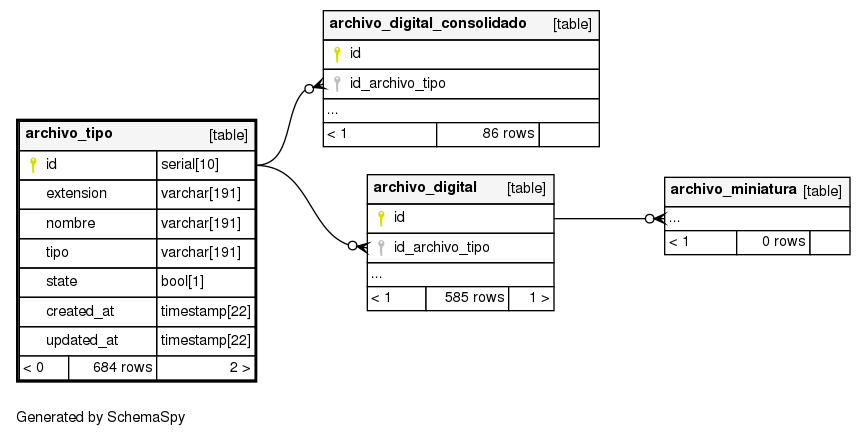 archivo_digital_consolidado [table]
id
id_archivo_tipo
...
< 1 86 rows
archivo_tipo [table]
id serial[10]
extension varchar[191]
nombre varchar[191]
tipo varchar[191]
state bool[1]
created_at timestamp[22]
updated_at timestamp[22]
< 0 684 rows 2 >
archivo_digital [table]
id
id_archivo_tipo
...
< 1 585 rows 1 >
archivo_miniatura [table]
...
< 1 0 rows
Generated by SchemaSpy